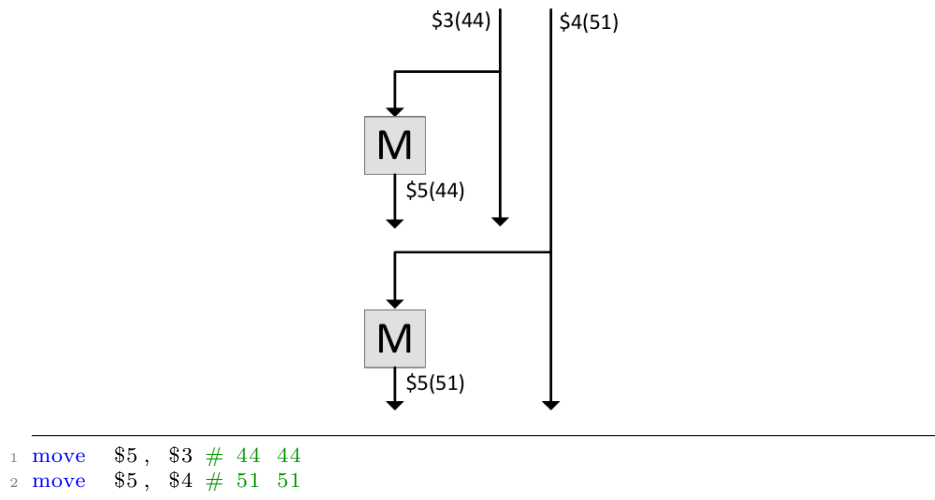 $3(44)
$4(51)
M
$5(44)
M
$5(51)
1 move $5, $3 # 44 44
2 move $5, $4 # 51 51